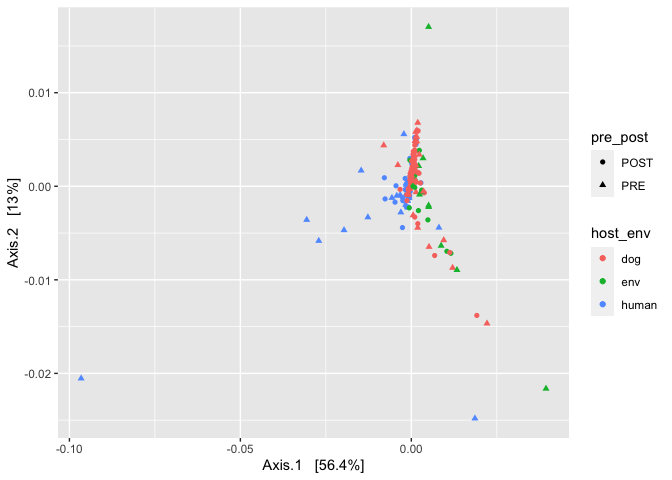 0.01
0.00
-0.01
-0.02
Axis.2 [13%]
-0.10
-0.05
0.00
Axis.1 [56.4%]
pre_post
POST
PRE
host_env
dog
env
human